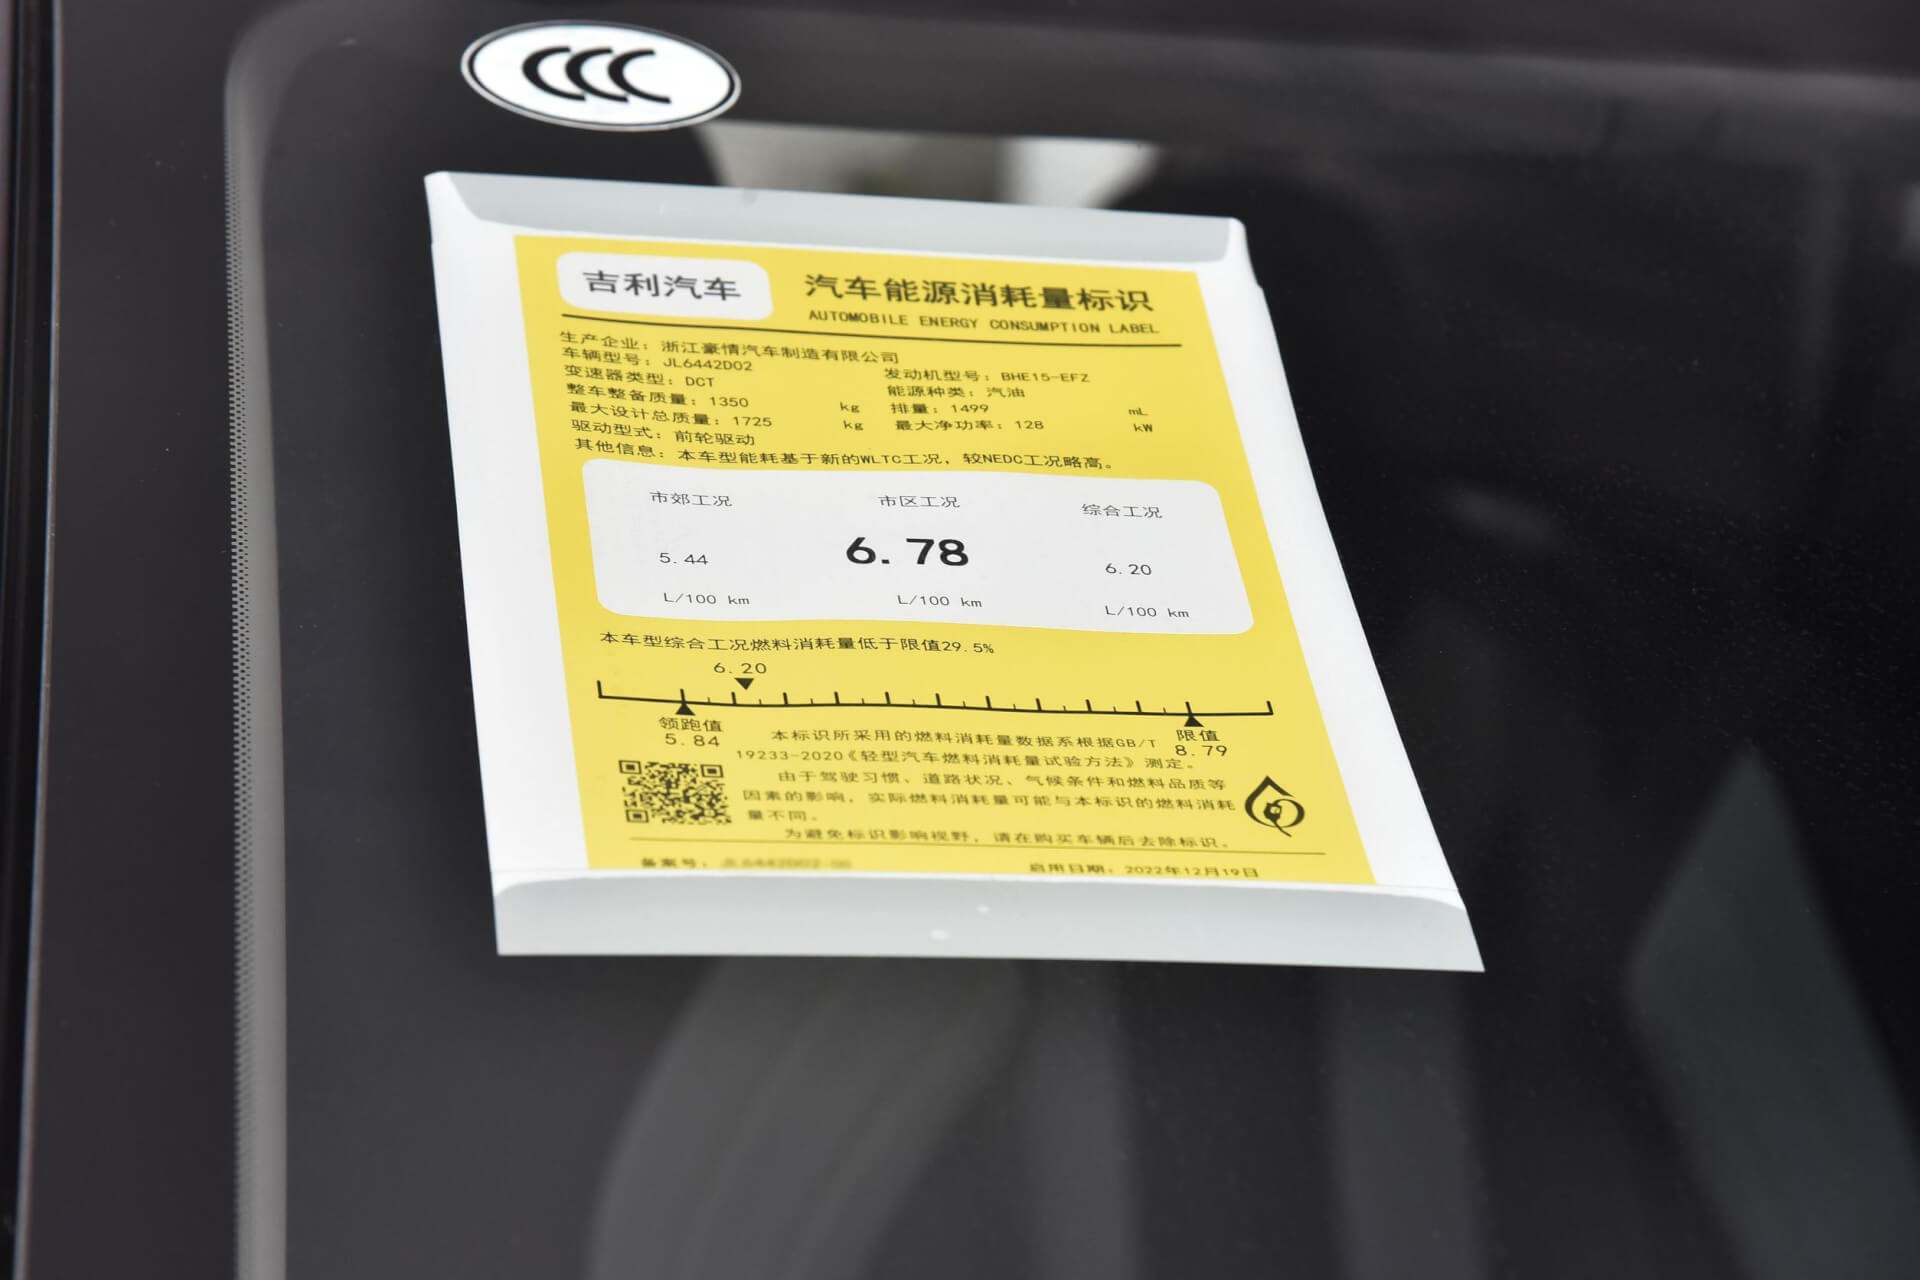 CCC
吉利汽车
汽车能源消耗量标识
AUTOMOBILE ENERGY CONSUMPTION LABEL
生产企业：浙江豪情汽车制造有限公司
车辆型号：JL6442D02
发动机型号：BHE15-EFZ
变速器类型：DCT
能源种类：汽油
整车整备质量：1350 kg
排量：1499 mL
最大设计总质量：1725 kg
最大净功率：128 kW
驱动型式：前轮驱动
其他信息：本车型能耗基于新的WLTC工况，较NEDC工况略高。
市郊工况 市区工况 综合工况
5.44 6.78 6.20
L/100 km L/100 km L/100 km
本车型综合工况燃料消耗量低于限值29.5%
6.20
领跑值 限值
5.84 8.79
本标识所采用的燃料消耗量数据系根据GB/T
19233-2020《轻型汽车燃料消耗量试验方法》测定。
由于驾驶习惯、道路状况、气候条件和燃料品质等
因素的影响，实际燃料消耗量可能与本标识的燃料消耗
量不同。
为避免标识影响视野，请在购买车辆后去除标识。
备案号：
启用日期：2022年12月19日